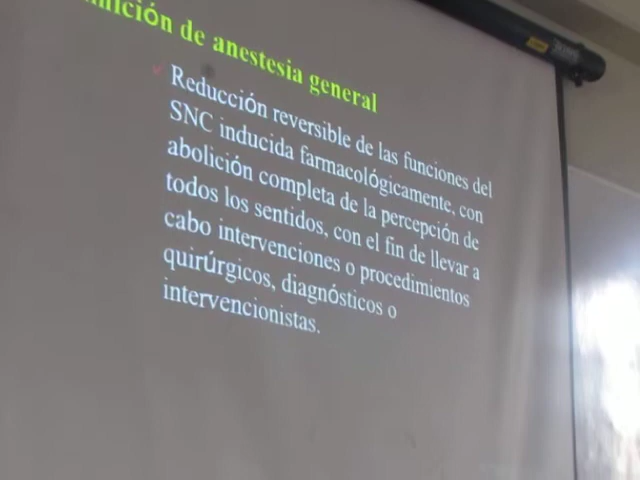 de anestesia general
Reducción reversible de las funciones del
SNC inducida farmacológicamente, con
abolición completa de la percepción de
todos los sentidos, con el fin de llevar a
cabo intervenciones o procedimientos
quirúrgicos, diagnósticos o
intervencionistas.